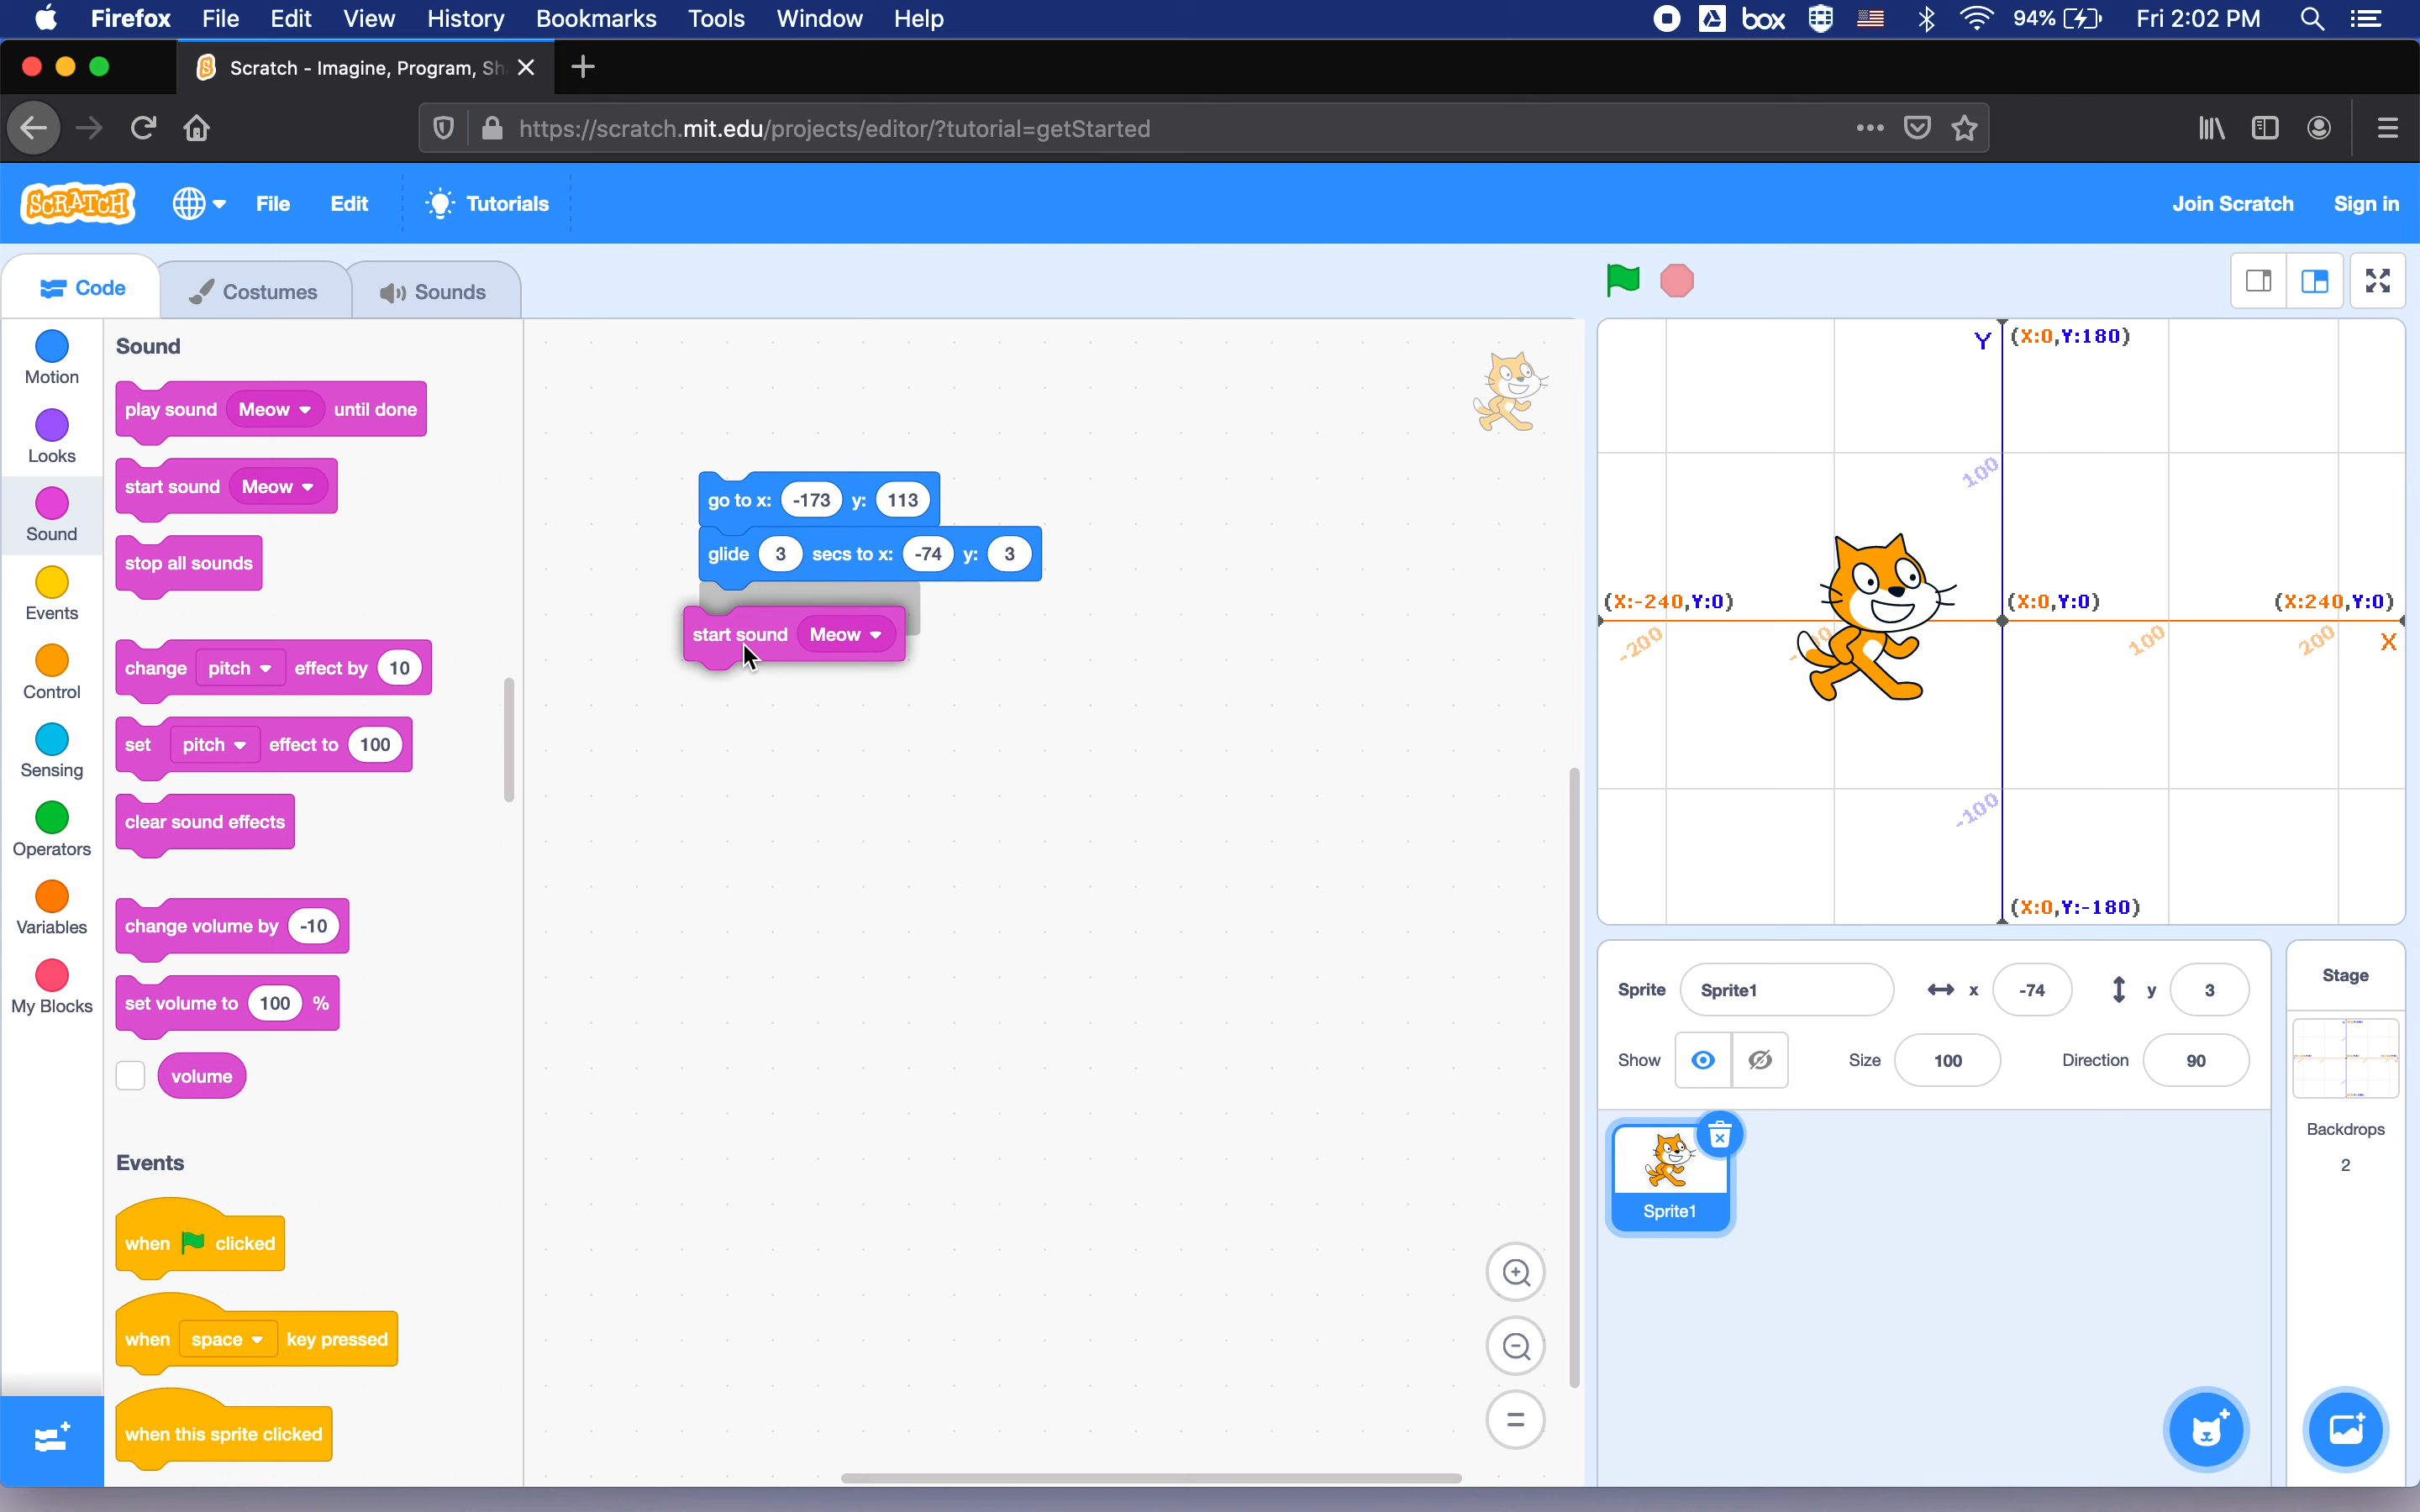 Firefox File Edit View History Bookmarks Tools Window Help box 94% Fri 2:02 PM
Scratch - Imagine, Program, Sh
https://scratch.mit.edu/projects/editor/?tutorial=getStarted
SCRATCH File Edit Tutorials Join Scratch Sign in
Code Costumes Sounds
Motion
Looks
Sound
Events
Control
Sensing
Operators
Variables
My Blocks
Sound
play sound Meow until done
start sound Meow
stop all sounds
change pitch effect by 10
set pitch effect to 100
clear sound effects
change volume by -10
set volume to 100 %
volume
Events
when clicked
when space key pressed
when this sprite clicked
go to x: -173 y: 113
glide 3 secs to x: -74 y: 3
start sound Meow
Y (X:0,Y:180)
100
(X:-240,Y:0) (X:0,Y:0) (X:240,Y:0)
-200 100 200 X
-100
(X:0,Y:-180)
Sprite Sprite1 x -74 y 3
Show Size 100 Direction 90
Sprite1
Stage
Backdrops
2